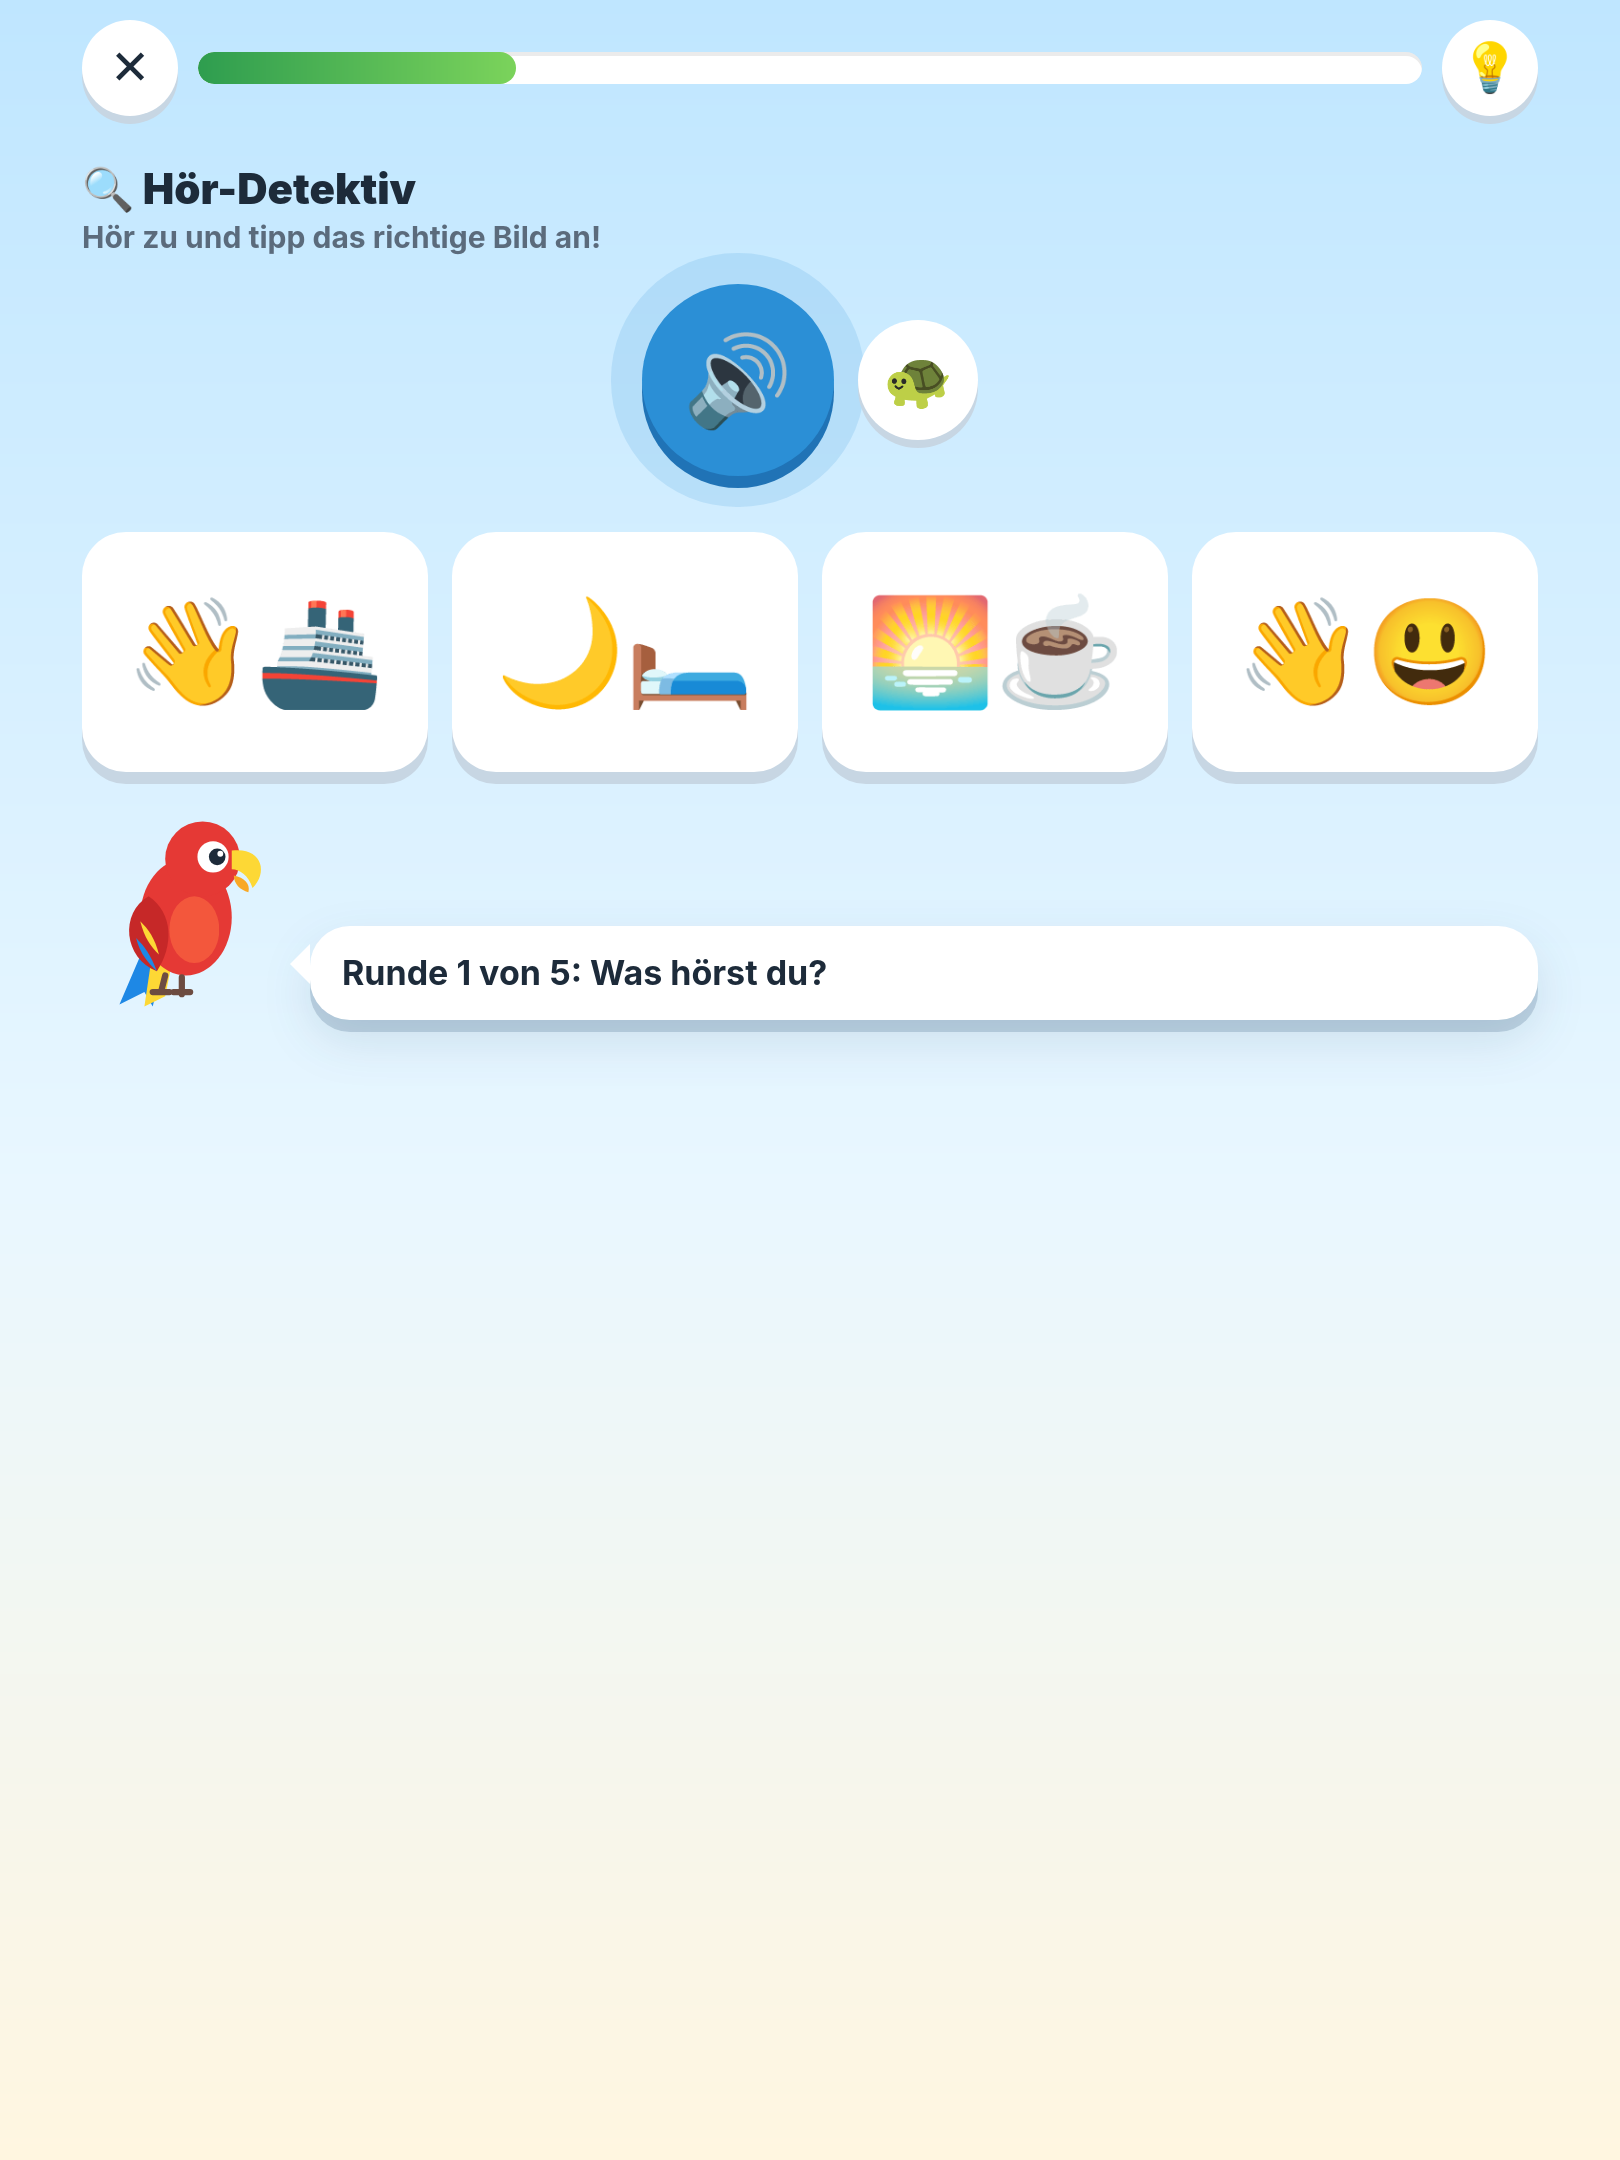 Hör-Detektiv
Hör zu und tipp das richtige Bild an!
Runde 1 von 5: Was hörst du?